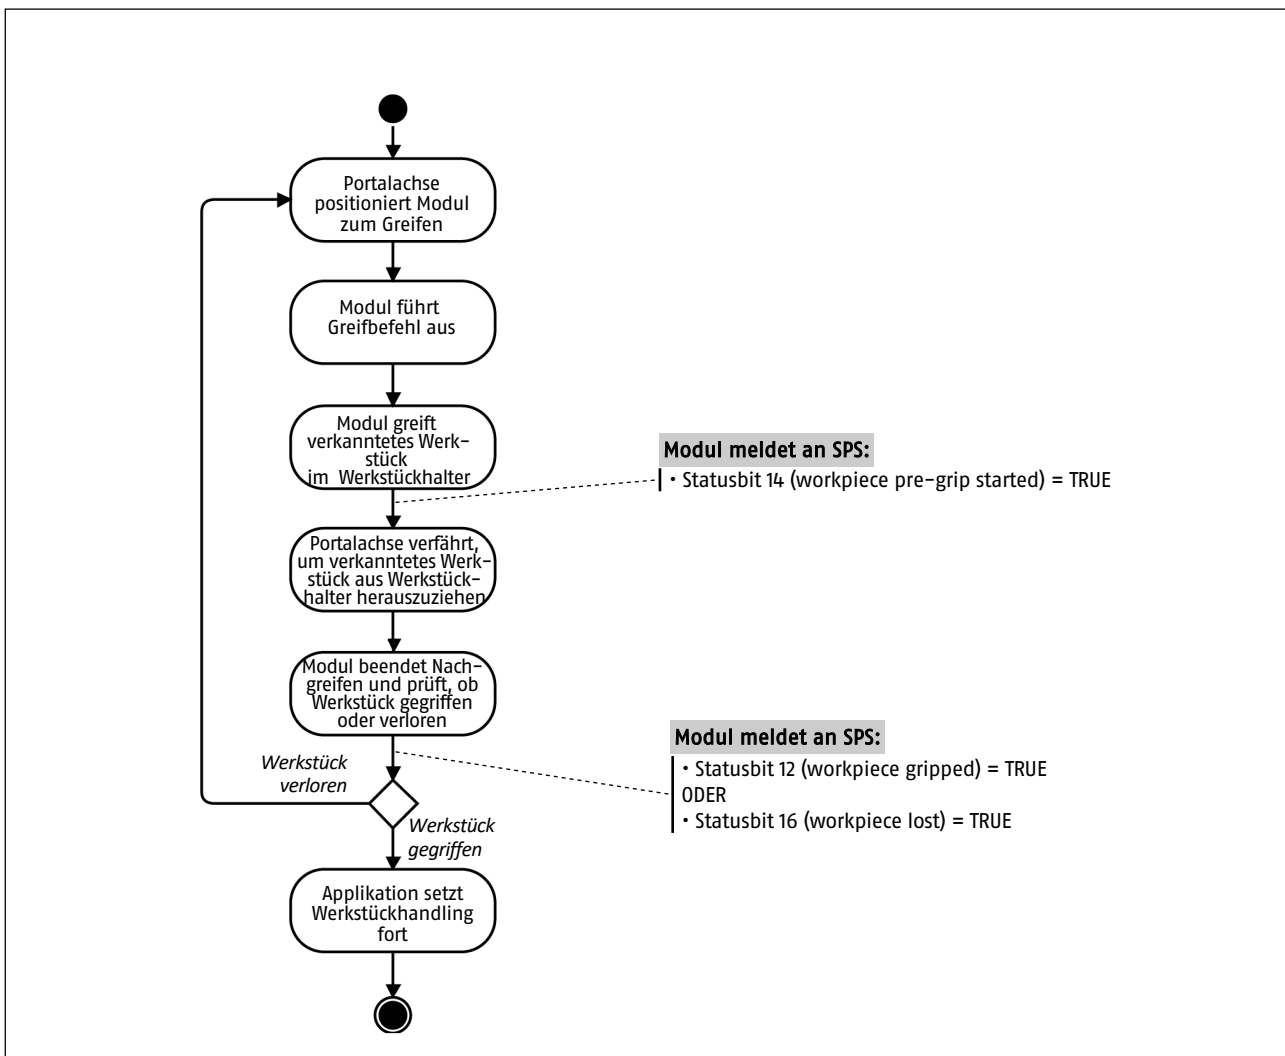 Portalachse
positioniert Modul
zum Greifen
Modul führt
Greifbefehl aus
Modul greift
verkanntetes Werk-
stück
im Werkstückhalter
Modul meldet an SPS:
• Statusbit 14 (workpiece pre-grip started) = TRUE
Portalachse verfährt,
um verkanntetes Werk-
stück aus Werkstück-
halter herauszuziehen
Modul beendet Nach-
greifen und prüft, ob
Werkstück gegriffen
oder verloren
Modul meldet an SPS:
• Statusbit 12 (workpiece gripped) = TRUE
ODER
• Statusbit 16 (workpiece lost) = TRUE
Werkstück
verloren
Werkstück
gegriffen
Applikation setzt
Werkstückhandling
fort